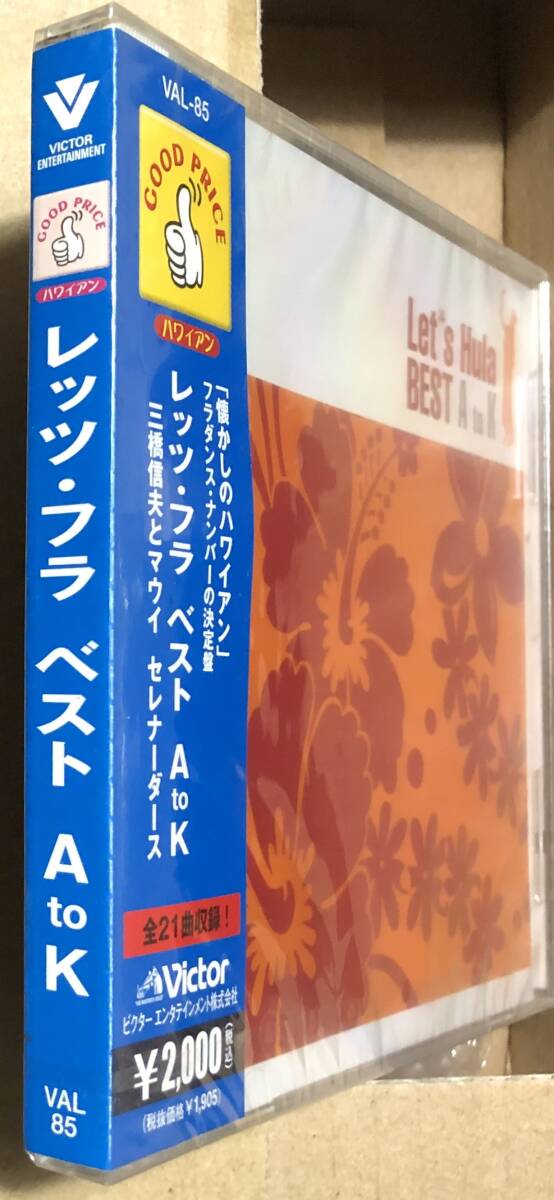 VICTOR
ENTERTAINMENT
GOOD PRICE
ハワイアン
レッツ・フラ ベスト A to K
VAL
85
VAL-85
GOOD PRICE
ハワイアン
「懐かしのハワイアン」
フラダンス・ナンバーの決定盤
レッツ・フラ ベスト A to K
三橋信夫とマウイ セレナーダース
全21曲収録!
Victor
ビクター エンタテインメント株式会社
¥2,000(税込)
(税抜価格¥1,905)
Let's Hula
BEST A to K